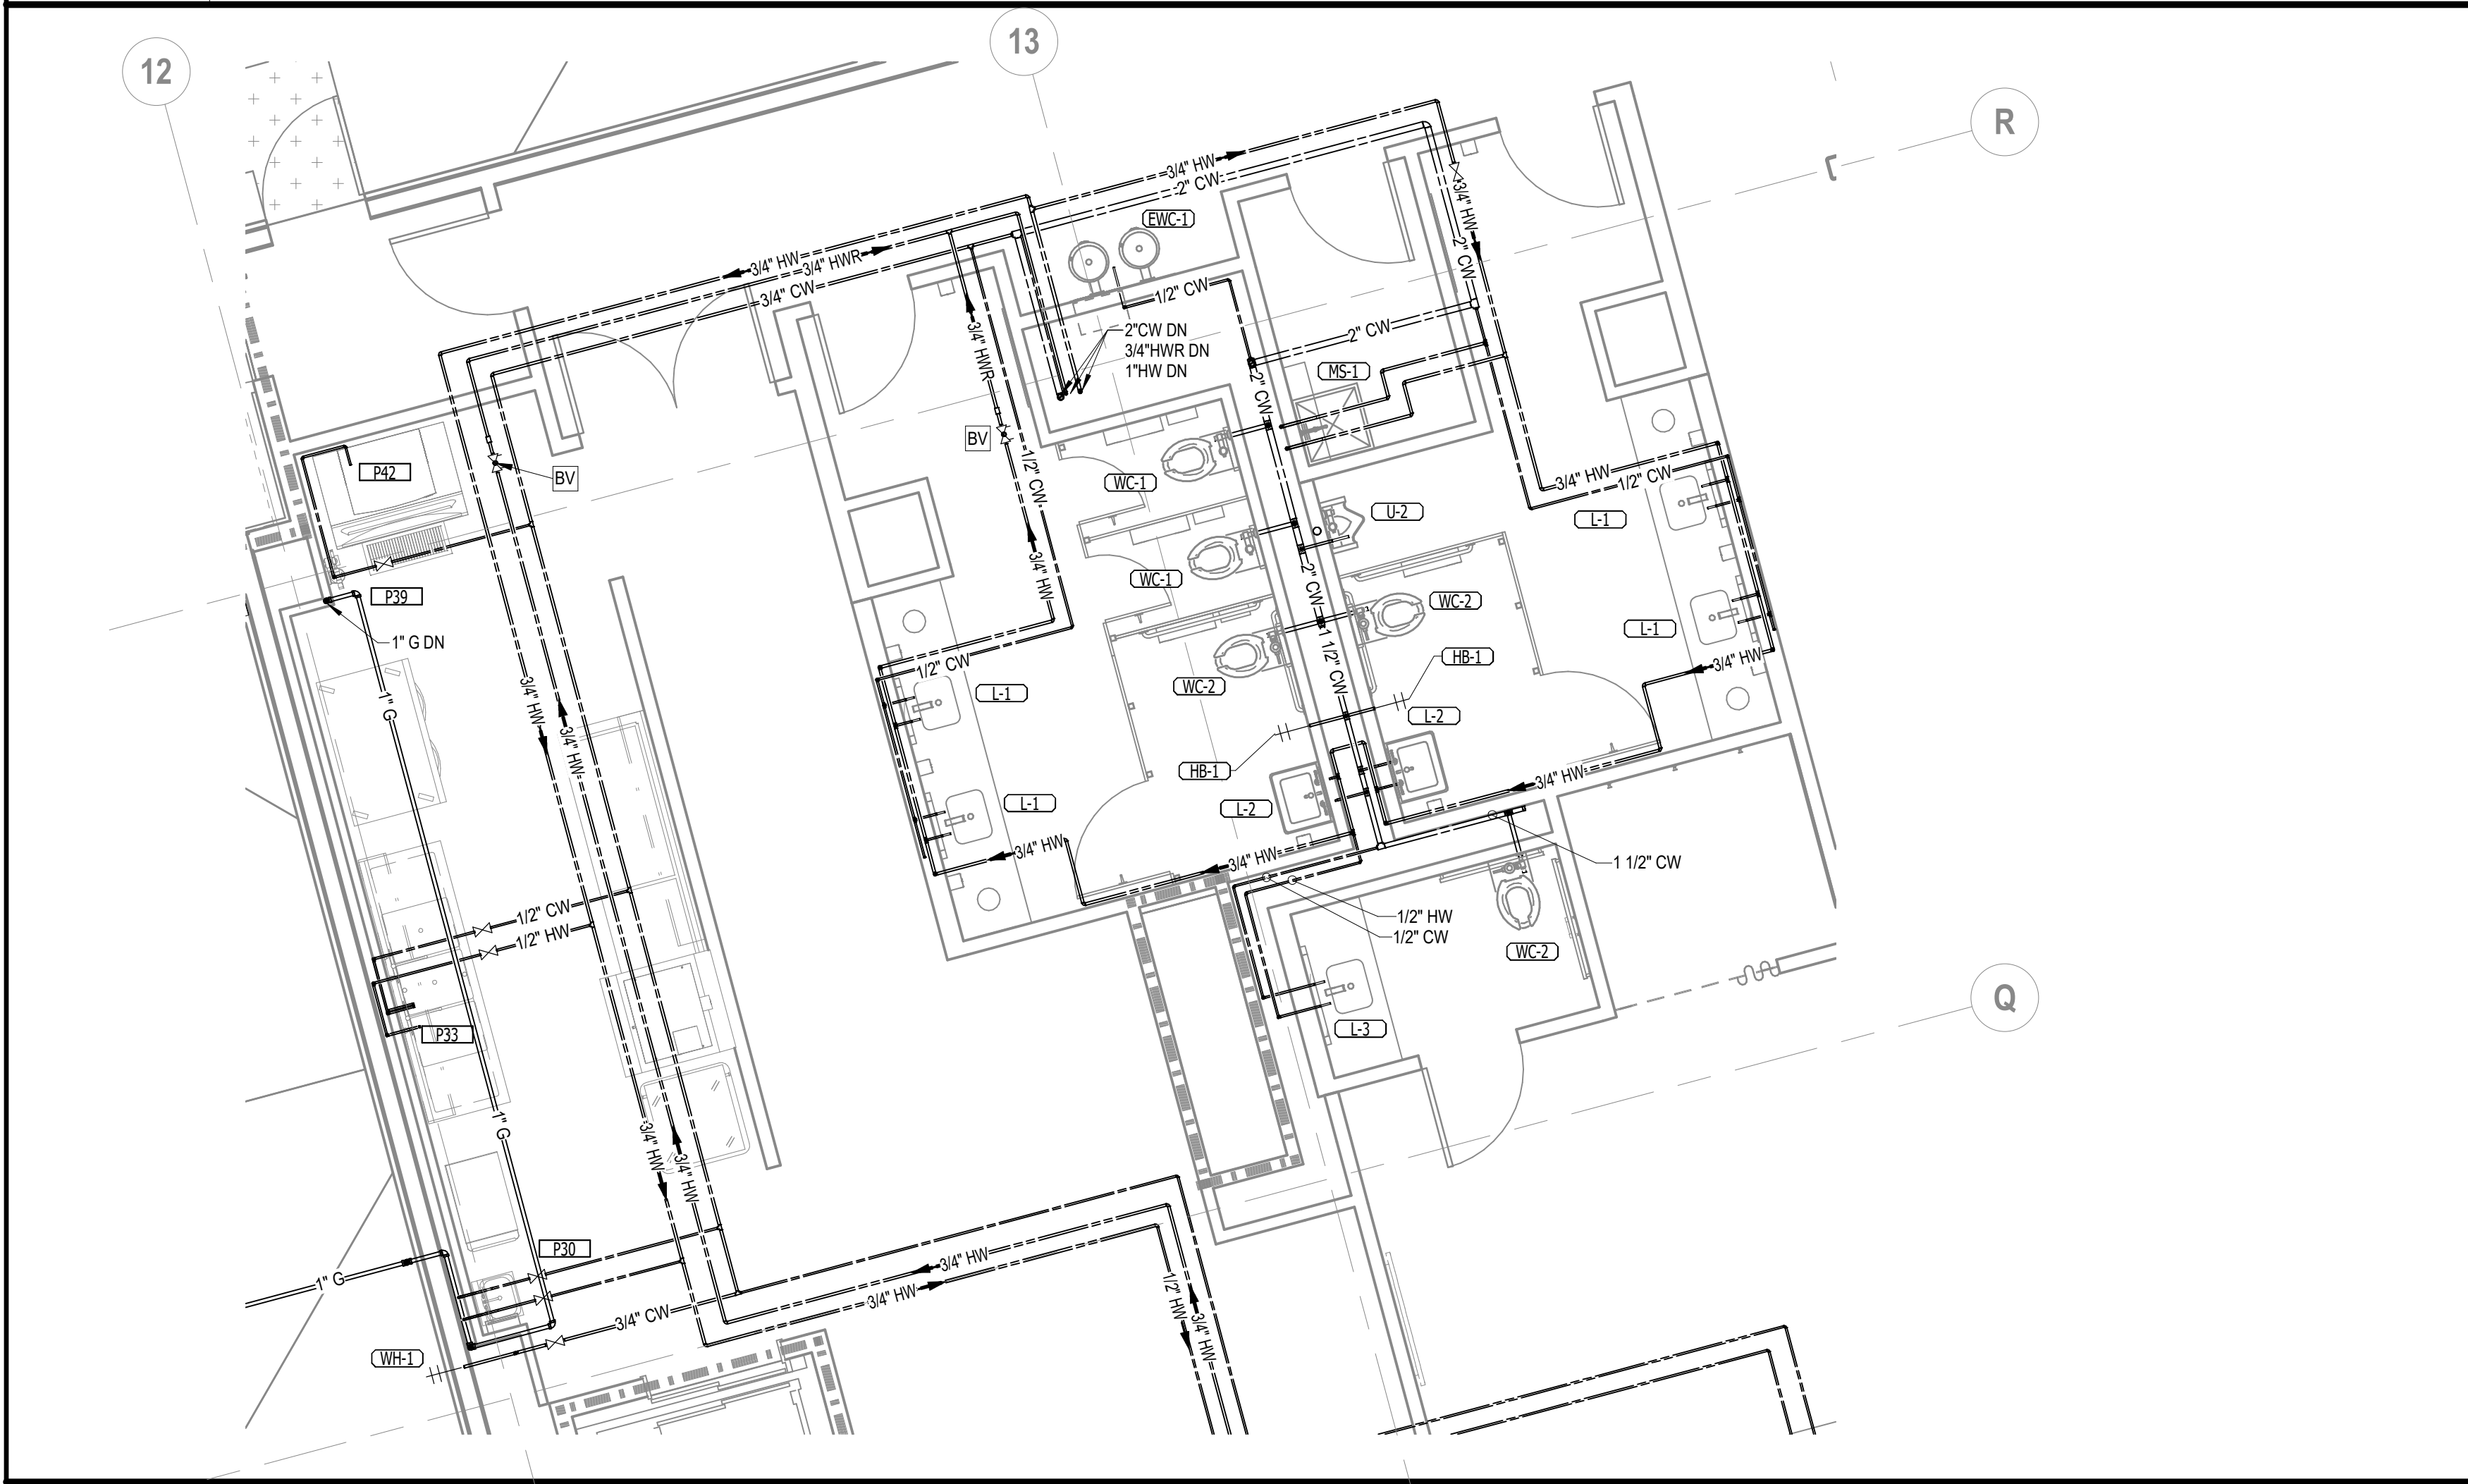 12
13
R
3/4" HW
2" CW
3/4" HW
EWC-1
3/4" HW
3/4" HWR
3/4" CW
2" CW
1/2" CW
3/4" HWR
2"CW DN
3/4"HWR DN
1"HW DN
2" CW
MS-1
2" CW
BV
P42
BV
1/2" CW
3/4" HW
1/2" CW
WC-1
U-2
L-1
3/4" HW
2" CW
WC-1
P39
WC-2
1" G DN
L-1
1 1/2" CW
HB-1
3/4" HW
1/2" CW
WC-2
L-1
1" G
3/4" HW
3/4" HW
L-2
HB-1
3/4" HW
L-1
L-2
3/4" HW
3/4" HW
1 1/2" CW
1/2" CW
1/2" HW
1/2" HW
1/2" CW
WC-2
Q
P33
L-3
1" G
3/4" HW
3/4" HW
P30
1" G
3/4" HW
3/4" HW
3/4" CW
1/2" HW
3/4" HW
WH-1